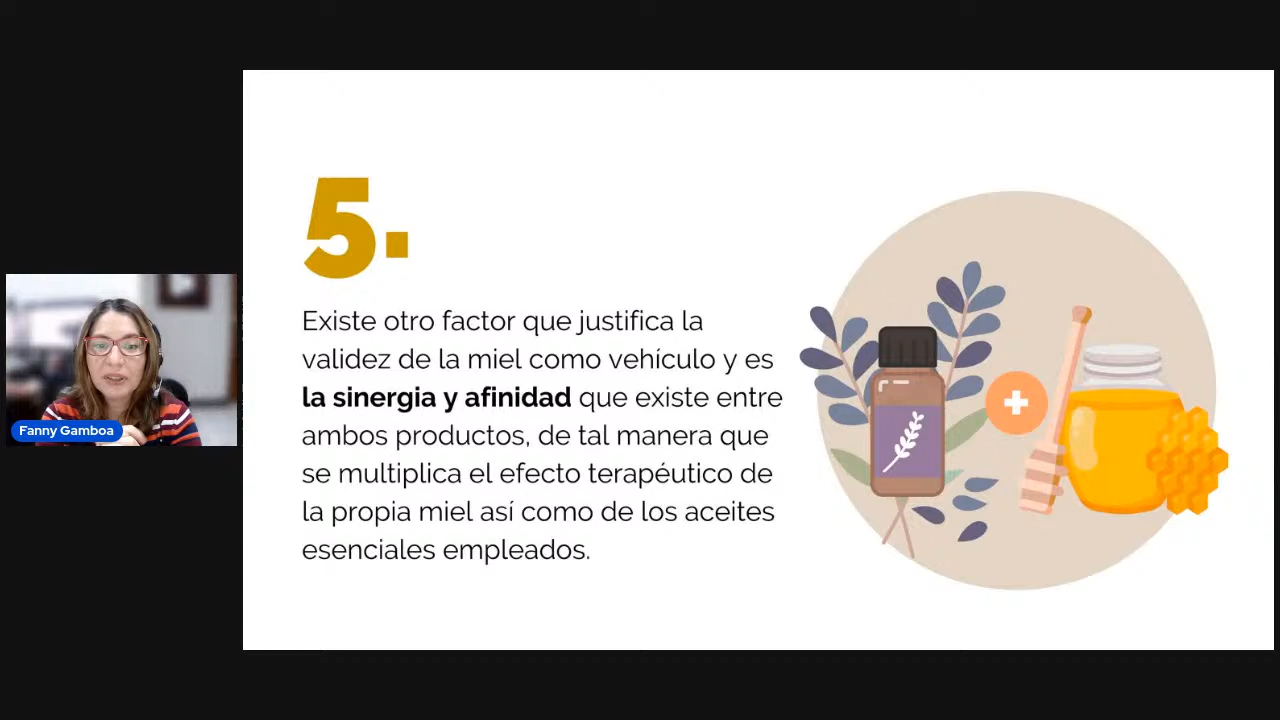 5.
Existe otro factor que justifica la
validez de la miel como vehículo y es
la sinergia y afinidad que existe entre
ambos productos, de tal manera que
se multiplica el efecto terapéutico de
la propia miel así como de los aceites
esenciales empleados.
Fanny Gamboa